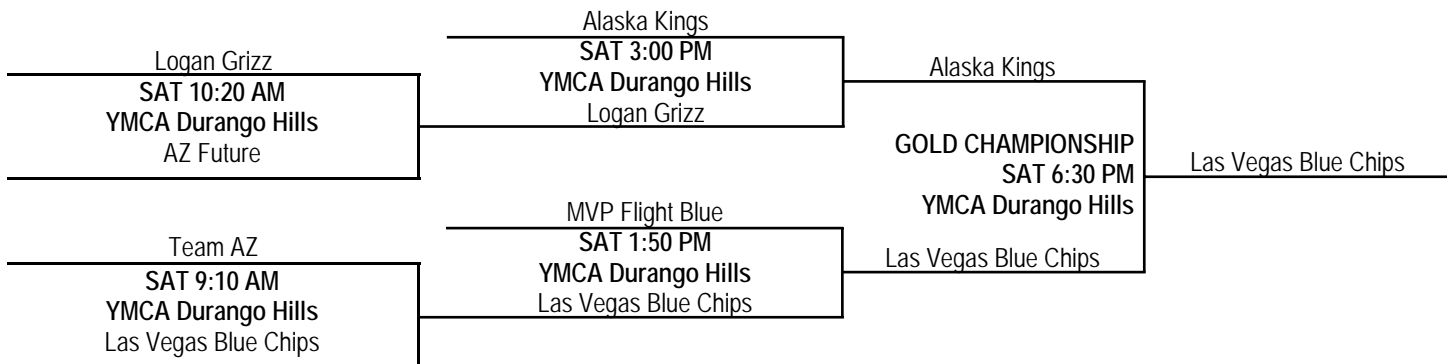 Logan Grizz
SAT 10:20 AM
YMCA Durango Hills
AZ Future
Team AZ
SAT 9:10 AM
YMCA Durango Hills
Las Vegas Blue Chips
Alaska Kings
SAT 3:00 PM
YMCA Durango Hills
Logan Grizz
MVP Flight Blue
SAT 1:50 PM
YMCA Durango Hills
Las Vegas Blue Chips
Alaska Kings
GOLD CHAMPIONSHIP
SAT 6:30 PM
YMCA Durango Hills
Las Vegas Blue Chips
Las Vegas Blue Chips